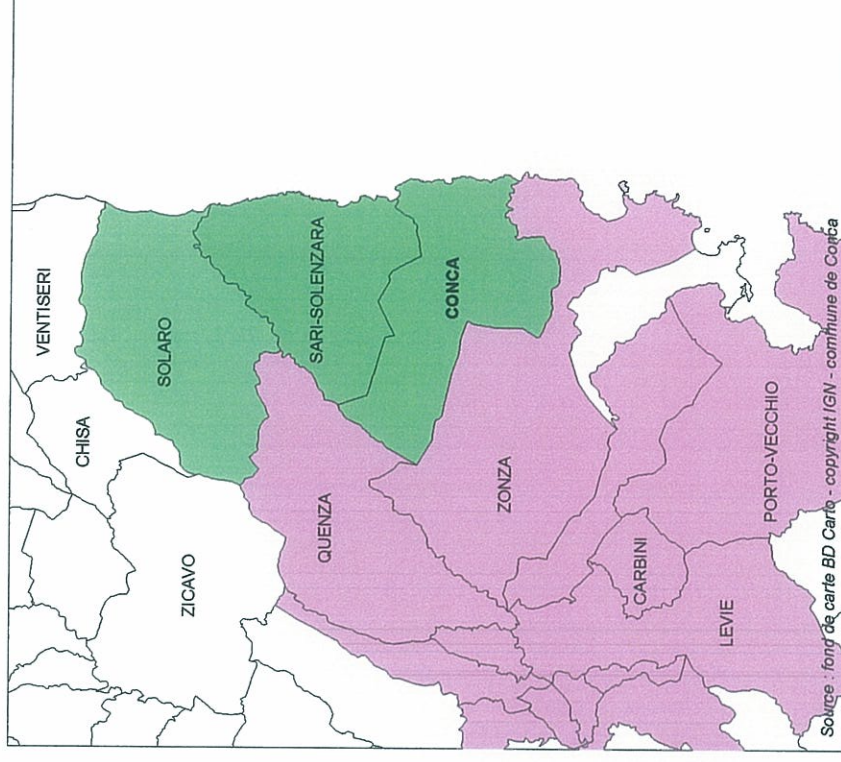 VENTISERI
CHISA
SOLARO
SARI-SOLENZARA
CONCA
ZICAVO
QUENZA
ZONZA
CARBINI
PORTO-VECCHIO
LEVIE
Source : fond de carte BD Carto - copyright IGN - commune de Conca